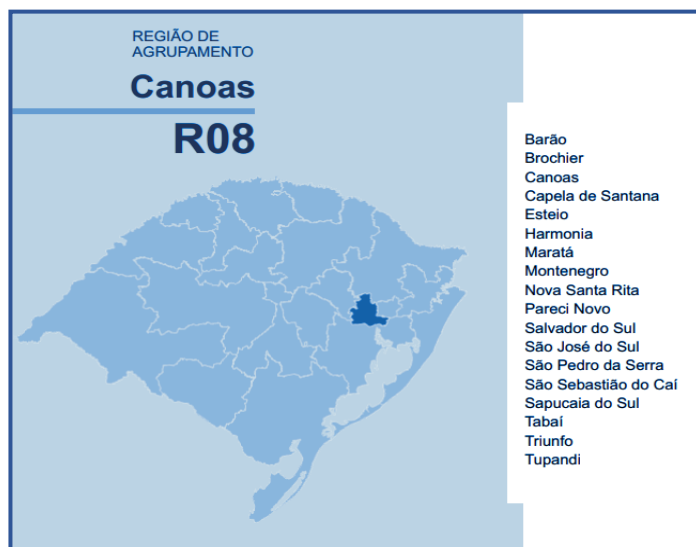 REGIÃO DE
AGRUPAMENTO
Canoas
R08
Barão
Brochier
Canoas
Capela de Santana
Esteio
Harmonia
Maratá
Montenegro
Nova Santa Rita
Pareci Novo
Salvador do Sul
São José do Sul
São Pedro da Serra
São Sebastião do Caí
Sapucaia do Sul
Tabaí
Triunfo
Tupandi